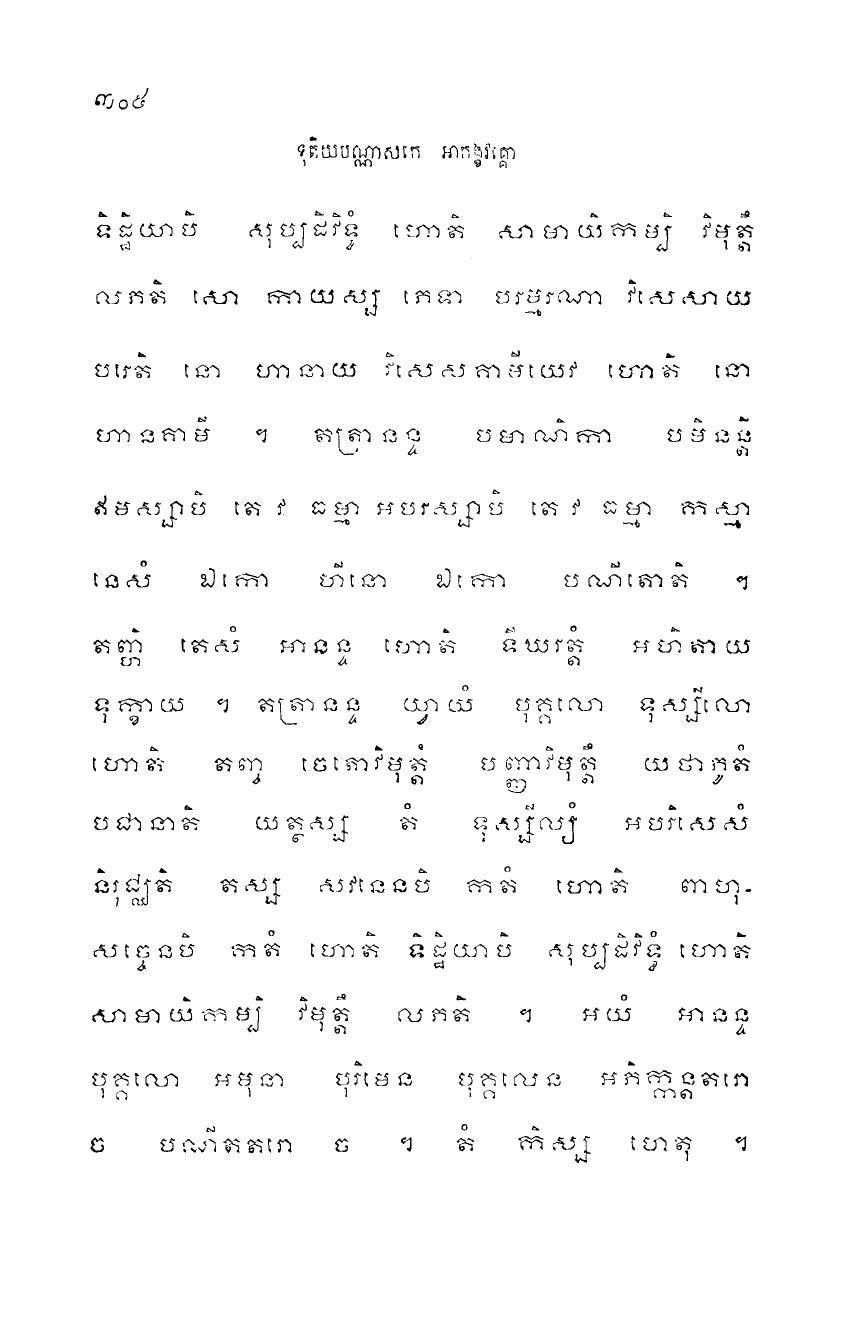 ៣០៥
ទុតិយបណ្ណាសកេ អាកង្ខវគ្គោ
ទិដ្ឋិយាបិ សុប្បដិវិទ្ធំ ហោតិ សាមាយិកម្បិ វិមុត្តឹ
លភតិ សោ កាយស្ស ភេទា បរម្មរណា វិសេសាយ
បរេតិ នោ ហានាយ វិសេសគាមីយេវ ហោតិ នោ
ហានគាមី ។ តត្រានន្ទ បមាណិកា បមិនន្តិ
ឥមស្សាបិ តេ វ ធម្មា អបរស្សាបិ តេ វ ធម្មា កស្មា
នេសំ ឯកោ ហីនោ ឯកោ បណីតោតិ ។
តញ្ហិ តេសំ អានន្ទ ហោតិ ទីឃរត្តំ អហិតាយ
ទុក្ខាយ ។ តត្រានន្ទ យ្វាយំ បុគ្គលោ ទុស្សីលោ
ហោតិ តញ្ច ចេតោវិមុត្តំ បញ្ញាវិមុត្តឹ យថាភូតំ
បជានាតិ យត្ថស្ស តំ ទុស្សីល្យំ អបរិសេសំ
និរុជ្ឈតិ តស្ស សវនេនបិ កតំ ហោតិ ពាហុ-
សច្ចេនបិ កតំ ហោតិ ទិដ្ឋិយាបិ សុប្បដិវិទ្ធំ ហោតិ
សាមាយិកម្បិ វិមុត្តឹ លភតិ ។ អយំ អានន្ទ
បុគ្គលោ អមុនា បុរិមេន បុគ្គលេន អភិក្កន្តតរោ
ច បណីតតរោ ច ។ តំ កិស្ស ហេតុ ។